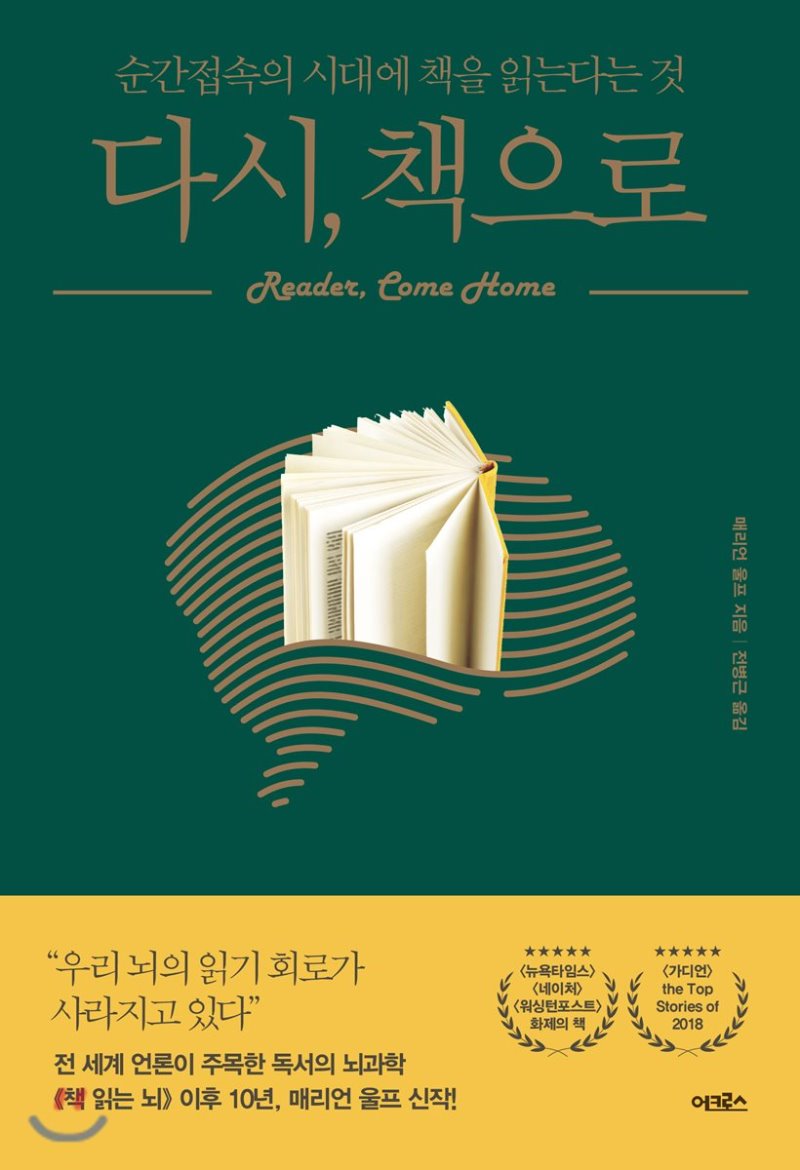 순간접속의 시대에 책을 읽는다는 것
다시, 책으로
Reader, Come Home
매리언 울프 지음 | 전병근 옮김
“우리 뇌의 읽기 회로가
사라지고 있다”
전 세계 언론이 주목한 독서의 뇌과학
《책 읽는 뇌》 이후 10년, 매리언 울프 신작!
★★★★★
〈뉴욕타임스〉
〈네이처〉
〈워싱턴포스트〉
화제의 책
★★★★★
〈가디언〉
the Top
Stories of
2018
어크로스